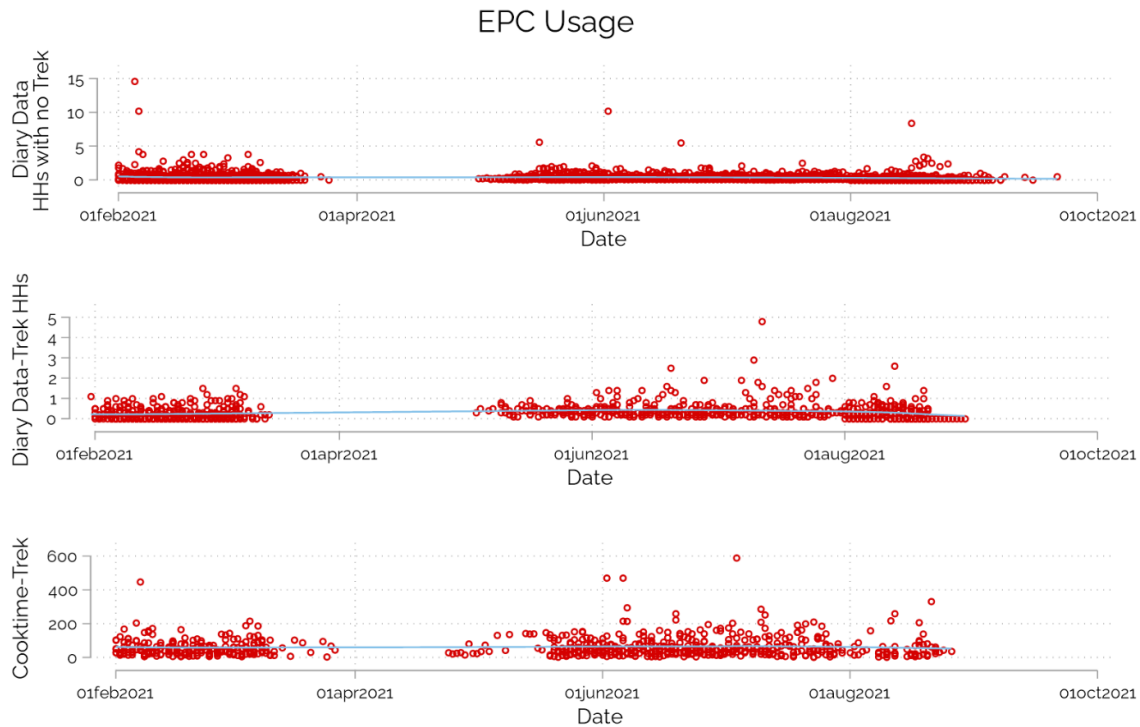 EPC Usage
Diary Data
HHs with no Trek
15
10
5
0
01feb2021 01apr2021 01jun2021 01aug2021 01oct2021
Date
Diary Data-Trek HHs
5
4
3
2
1
0
01feb2021 01apr2021 01jun2021 01aug2021 01oct2021
Date
Cooktime-Trek
600
400
200
0
01feb2021 01apr2021 01jun2021 01aug2021 01oct2021
Date